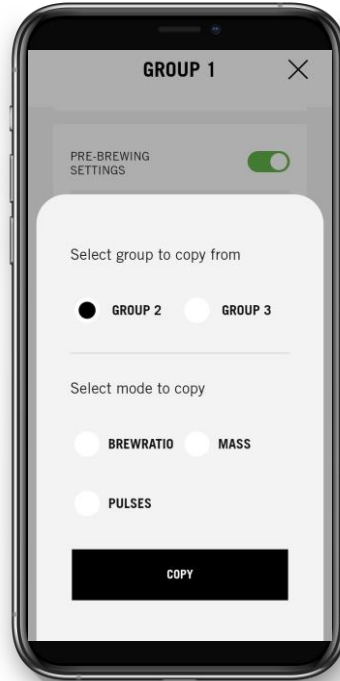 GROUP 1
PRE-BREWING
SETTINGS
Select group to copy from
GROUP 2 GROUP 3
Select mode to copy
BREWRATIO MASS
PULSES
COPY